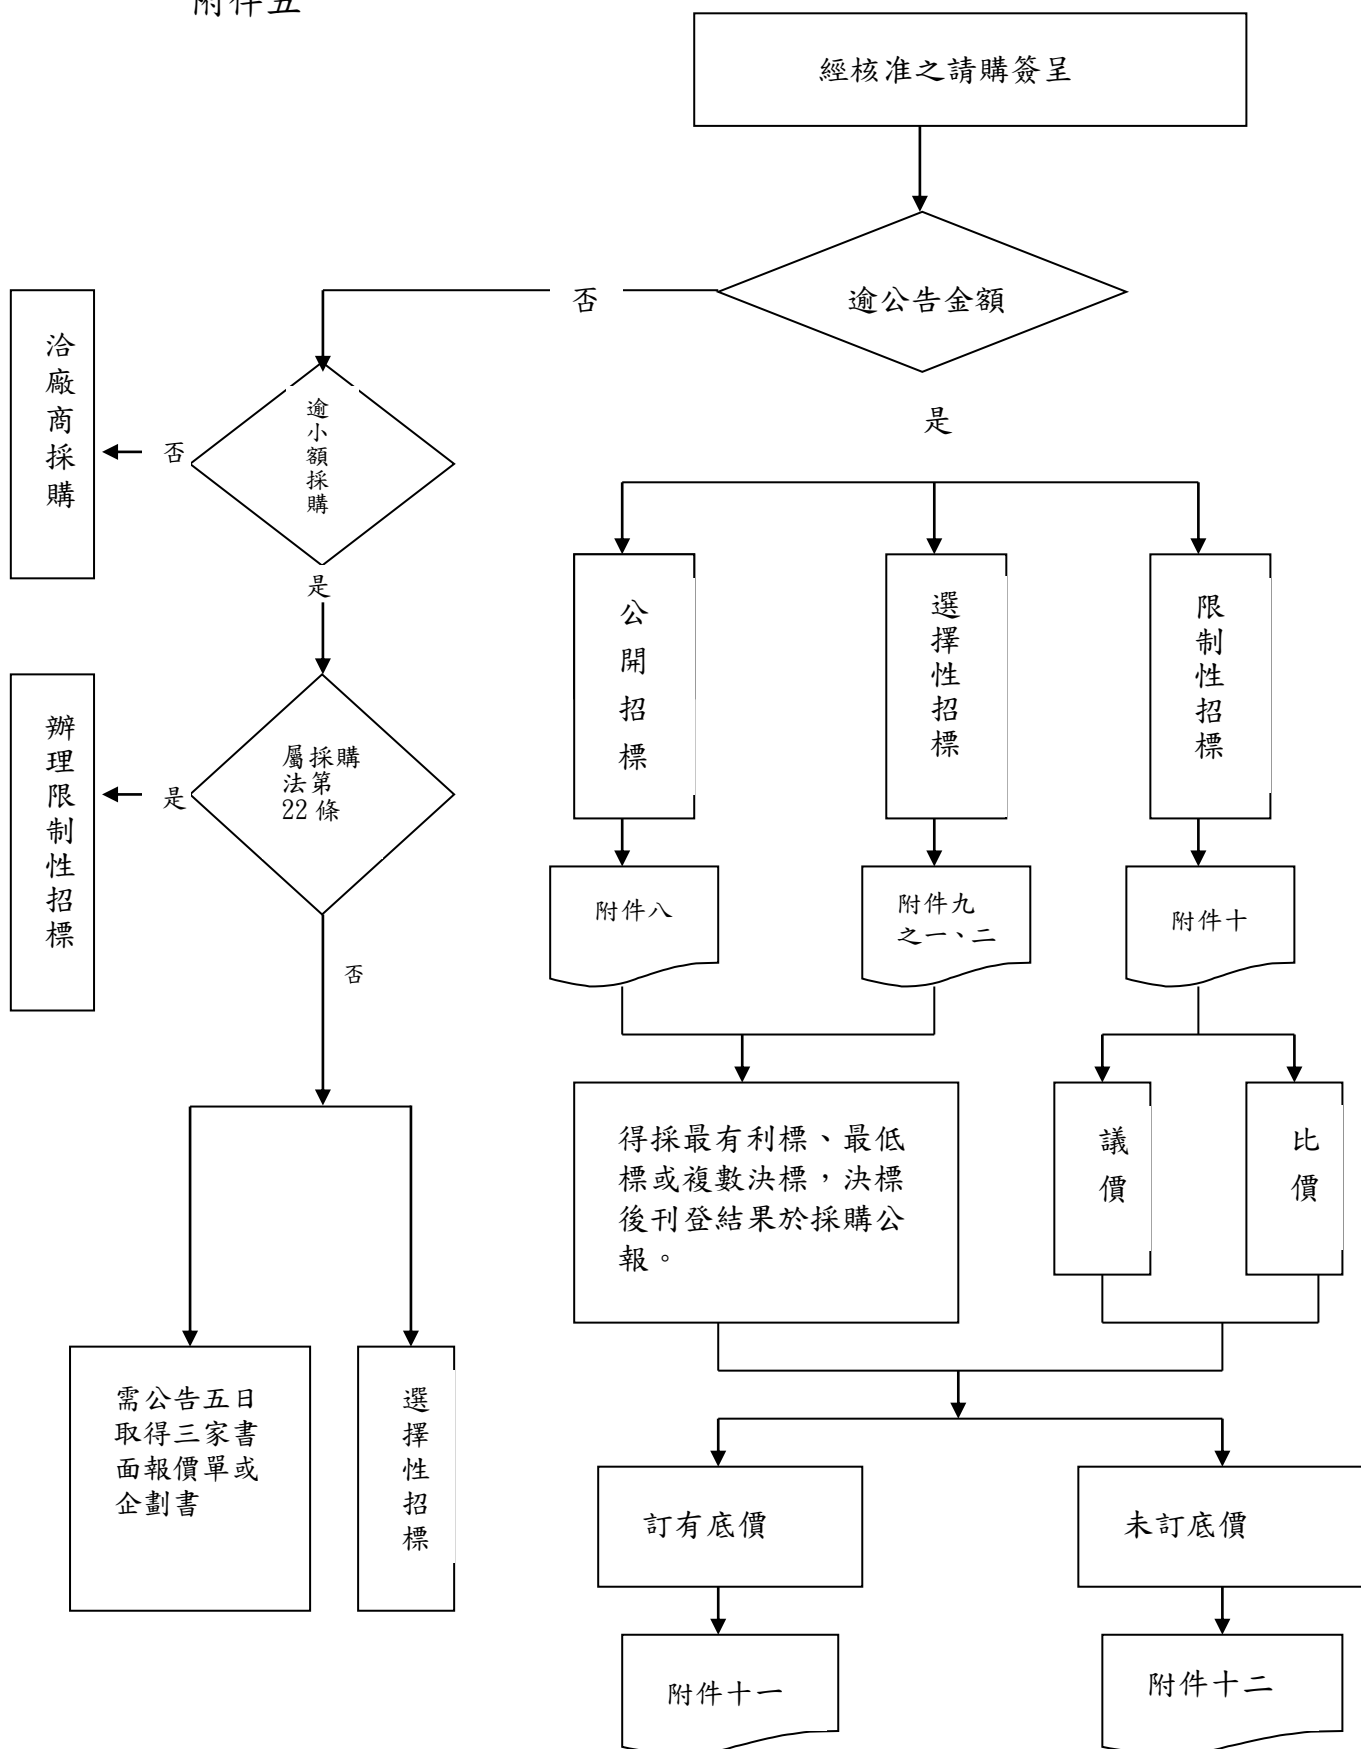 附件五
經核准之請購簽呈
逾公告金額
否
是
洽廠商採購
否
逾小額採購
是
辦理限制性招標
是
屬採購
法第
22 條
否
公開招標
選擇性招標
限制性招標
附件八
附件九
之一、二
附件十
得採最有利標、最低
標或複數決標,決標
後刊登結果於採購公
報。
議價
比價
需公告五日
取得三家書
面報價單或
企劃書
選擇性招標
訂有底價
未訂底價
附件十一
附件十二